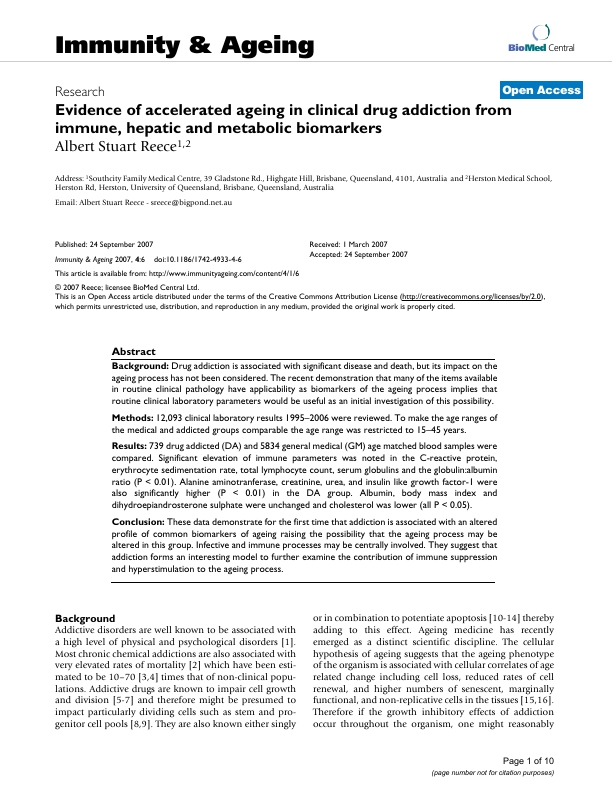 Immunity & Ageing
BioMed Central
Research
Open Access
Evidence of accelerated ageing in clinical drug addiction from
immune, hepatic and metabolic biomarkers
Albert Stuart Reece1,2
Address: 1Southcity Family Medical Centre, 39 Gladstone Rd., Highgate Hill, Brisbane, Queensland, 4101, Australia and 2Herston Medical School,
Herston Rd, Herston, University of Queensland, Brisbane, Queensland, Australia
Email: Albert Stuart Reece - sreece@bigpond.net.au
Published: 24 September 2007
Immunity & Ageing 2007, 4:6 doi:10.1186/1742-4933-4-6
Received: 1 March 2007
Accepted: 24 September 2007
This article is available from: http://www.immunityageing.com/content/4/1/6
© 2007 Reece; licensee BioMed Central Ltd.
This is an Open Access article distributed under the terms of the Creative Commons Attribution License (http://creativecommons.org/licenses/by/2.0),
which permits unrestricted use, distribution, and reproduction in any medium, provided the original work is properly cited.
Abstract
Background: Drug addiction is associated with significant disease and death, but its impact on the
ageing process has not been considered. The recent demonstration that many of the items available
in routine clinical pathology have applicability as biomarkers of the ageing process implies that
routine clinical laboratory parameters would be useful as an initial investigation of this possibility.
Methods: 12,093 clinical laboratory results 1995–2006 were reviewed. To make the age ranges of
the medical and addicted groups comparable the age range was restricted to 15–45 years.
Results: 739 drug addicted (DA) and 5834 general medical (GM) age matched blood samples were
compared. Significant elevation of immune parameters was noted in the C-reactive protein,
erythrocyte sedimentation rate, total lymphocyte count, serum globulins and the globulin:albumin
ratio (P < 0.01). Alanine aminotranferase, creatinine, urea, and insulin like growth factor-1 were
also significantly higher (P < 0.01) in the DA group. Albumin, body mass index and
dihydroepiandrosterone sulphate were unchanged and cholesterol was lower (all P < 0.05).
Conclusion: These data demonstrate for the first time that addiction is associated with an altered
profile of common biomarkers of ageing raising the possibility that the ageing process may be
altered in this group. Infective and immune processes may be centrally involved. They suggest that
addiction forms an interesting model to further examine the contribution of immune suppression
and hyperstimulation to the ageing process.
Background
Addictive disorders are well known to be associated with
a high level of physical and psychological disorders [1].
Most chronic chemical addictions are also associated with
very elevated rates of mortality [2] which have been esti-
mated to be 10–70 [3,4] times that of non-clinical popu-
lations. Addictive drugs are known to impair cell growth
and division [5-7] and therefore might be presumed to
impact particularly dividing cells such as stem and pro-
genitor cell pools [8,9]. They are also known either singly
or in combination to potentiate apoptosis [10-14] thereby
adding to this effect. Ageing medicine has recently
emerged as a distinct scientific discipline. The cellular
hypothesis of ageing suggests that the ageing phenotype
of the organism is associated with cellular correlates of age
related change including cell loss, reduced rates of cell
renewal, and higher numbers of senescent, marginally
functional, and non-replicative cells in the tissues [15,16].
Therefore if the growth inhibitory effects of addiction
occur throughout the organism, one might reasonably
Page 1 of 10
(page number not for citation purposes)